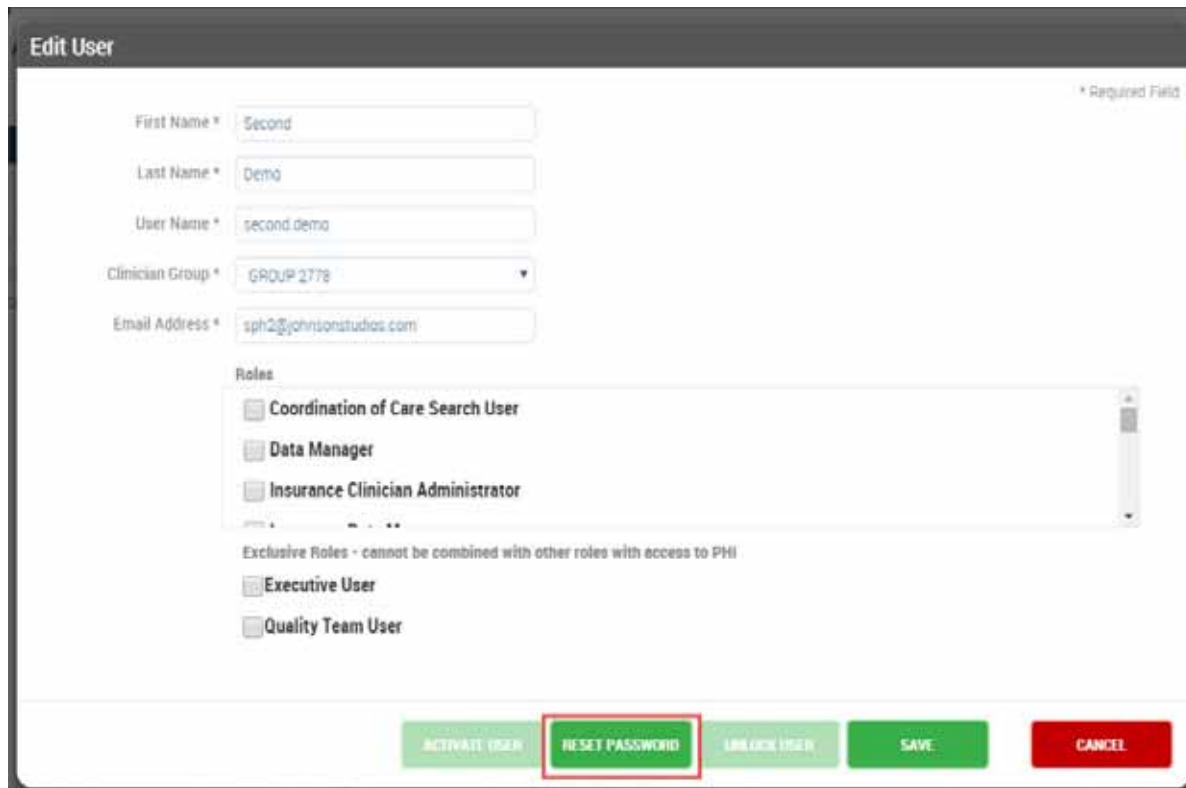 Edit User
* Required Field
First Name * Second
Last Name * Demo
User Name * second.demo
Clinician Group * GROUP 2778
Email Address * sph2@johnsonstudios.com
Roles
Coordination of Care Search User
Data Manager
Insurance Clinician Administrator
Exclusive Roles - cannot be combined with other roles with access to PHI
Executive User
Quality Team User
ACTIVATE USER RESET PASSWORD UNLOCK USER SAVE CANCEL